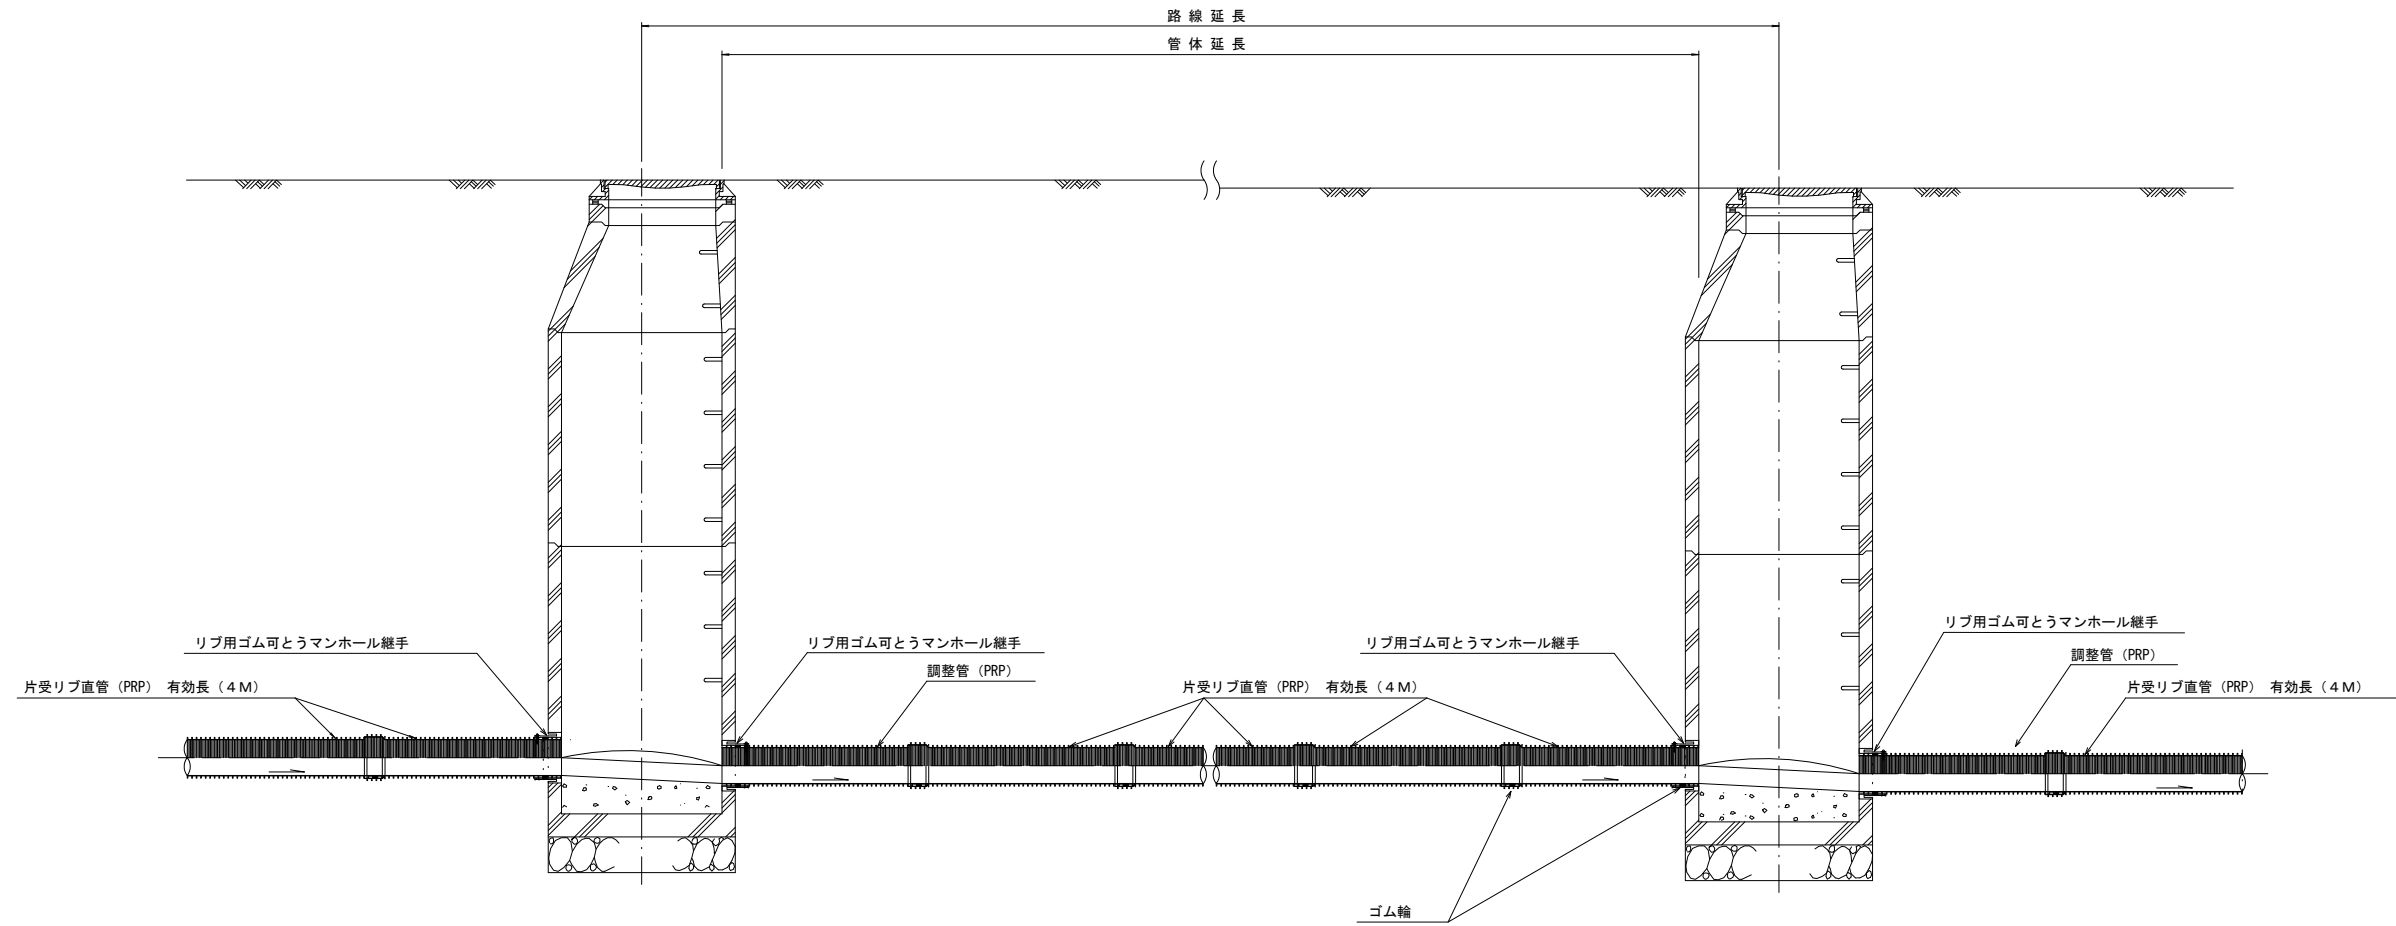 路線延長
管体延長
リブ用ゴム可とうマンホール継手
片受リブ直管（PRP） 有効長（４Ｍ）
リブ用ゴム可とうマンホール継手
調整管（PRP）
リブ用ゴム可とうマンホール継手
片受リブ直管（PRP） 有効長（４Ｍ）
リブ用ゴム可とうマンホール継手
調整管（PRP）
片受リブ直管（PRP） 有効長（４Ｍ）
ゴム輪